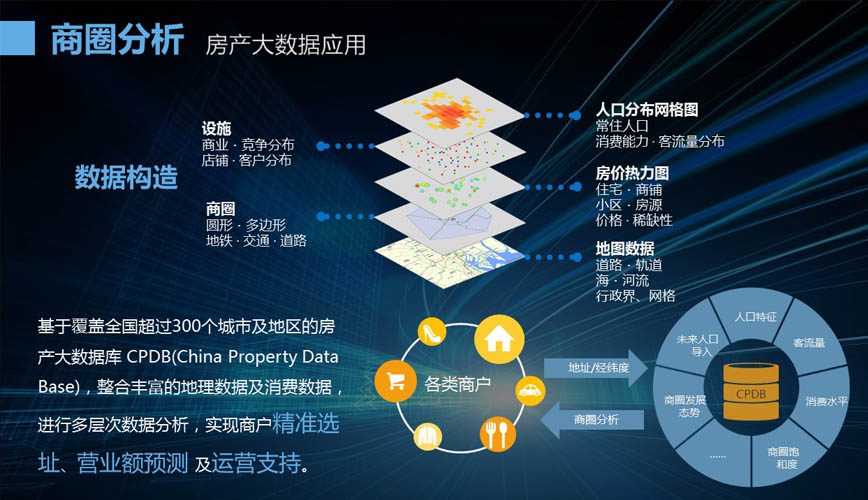 商圈分析 房产大数据应用
数据构造
设施
商业 · 竞争分布
店铺 · 客户分布
商圈
圆形 · 多边形
地铁 · 交通 · 道路
人口分布网格图
常住人口
消费能力 · 客流量分布
房价热力图
住宅 · 商铺
小区 · 房源
价格 · 稀缺性
地图数据
道路 · 轨道
海 · 河流
行政界、网格
基于覆盖全国超过300个城市及地区的房
产大数据库 CPDB(China Property Data
Base)，整合丰富的地理数据及消费数据，
进行多层次数据分析，实现商户精准选
址、营业额预测 及运营支持。
各类商户
地址/经纬度
商圈分析
人口特征
客流量
消费水平
商圈饱
和度
......
商圈发展
态势
未来人口
导入
CPDB